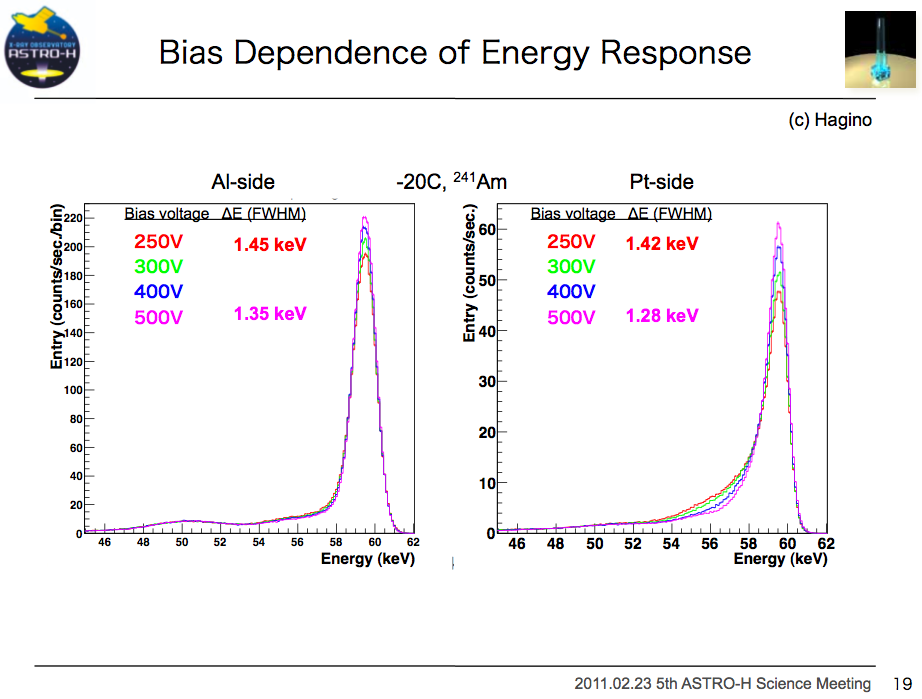 X-RAY OBSERVATORY
ASTRO-H
Bias Dependence of Energy Response
(c) Hagino
Al-side
-20C, 241Am
Pt-side
Entry (counts/sec./bin)
Bias voltage ΔE (FWHM)
250V 1.45 keV
300V
400V
500V 1.35 keV
220
200
180
160
140
120
100
80
60
40
20
0
46 48 50 52 54 56 58 60 62
Energy (keV)
Entry (counts/sec.)
Bias voltage ΔE (FWHM)
250V 1.42 keV
300V
400V
500V 1.28 keV
60
50
40
30
20
10
0
46 48 50 52 54 56 58 60 62
Energy (keV)
2011.02.23 5th ASTRO-H Science Meeting 19